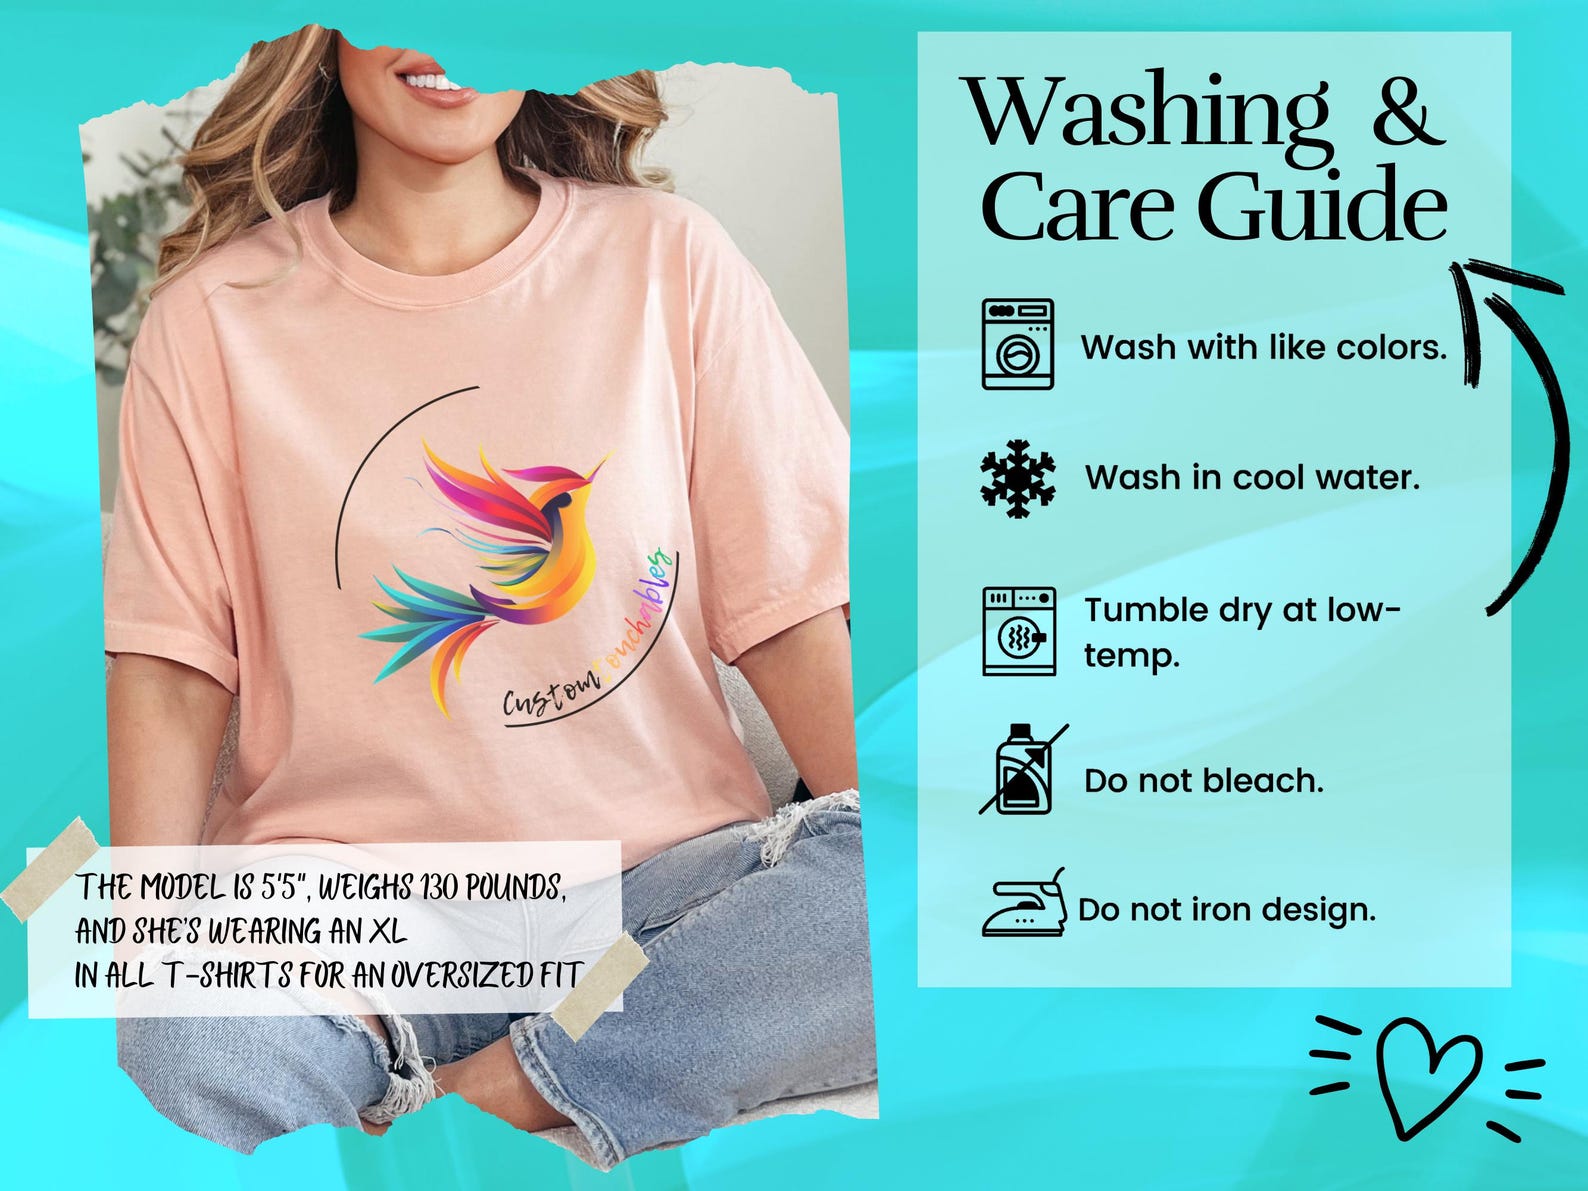 Customtouchables
THE MODEL IS 5'5", WEIGHS 130 POUNDS,
AND SHE'S WEARING AN XL
IN ALL T-SHIRTS FOR AN OVERSIZED FIT
Washing &
Care Guide
Wash with like colors.
Wash in cool water.
Tumble dry at low-
temp.
Do not bleach.
Do not iron design.